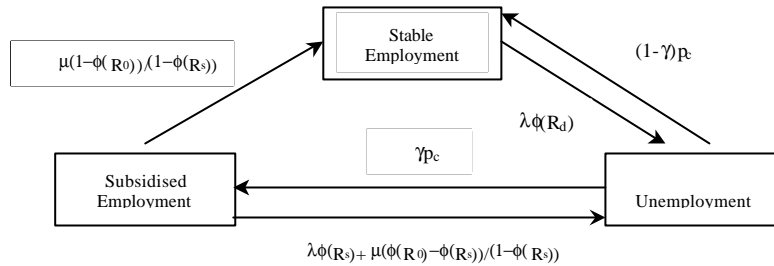 Stable
Employment
μ(1−ϕ(R0)),(1−ϕ(Rs))
(1-γ)pc
λϕ(Rd)
γpc
Subsidised
Employment
Unemployment
λϕ(Rs)+ μ(ϕ(R0)−ϕ(Rs))/(1−ϕ(Rs))